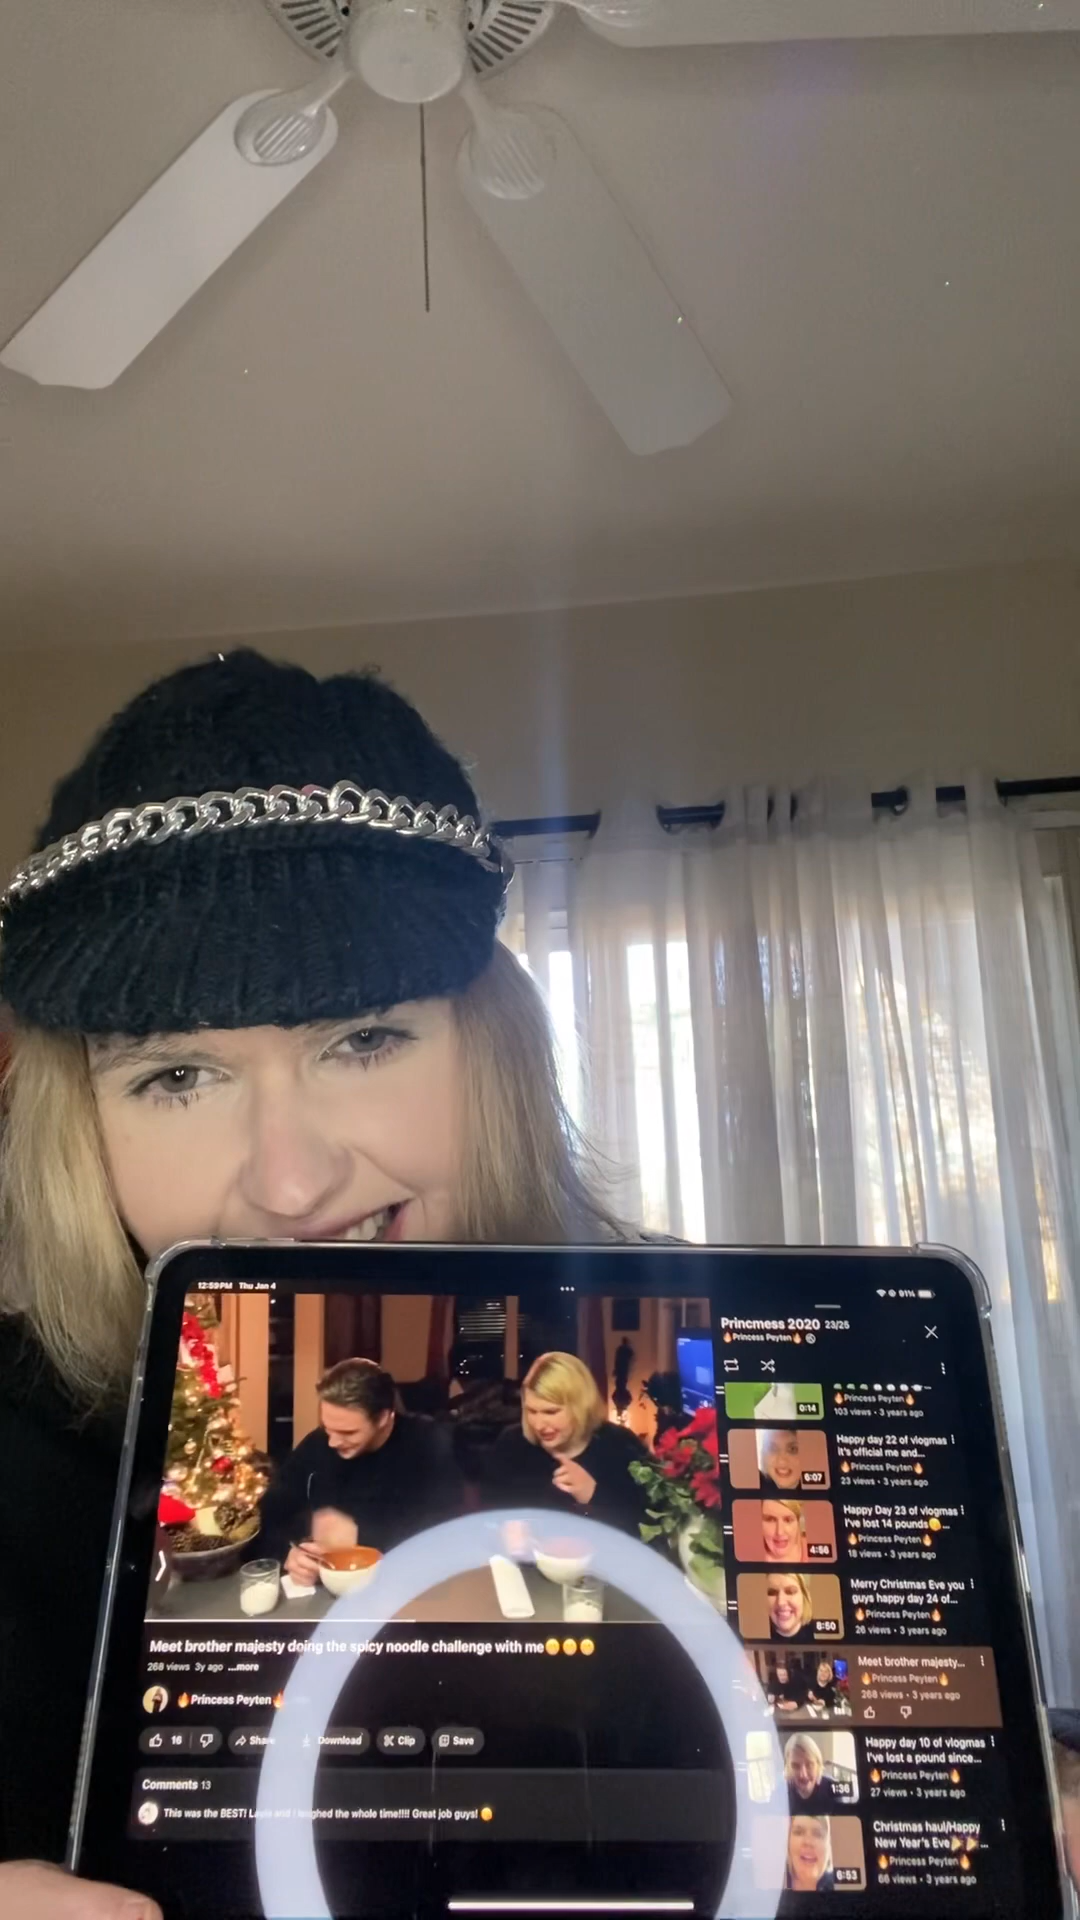 12:59PM Thu Jan 4
91%
Meet brother majesty doing the spicy noodle challenge with me😊😊😊
268 views 3y ago ...more
🔥Princess Peyten🔥
16
Share
Download
Clip
Save
Comments 13
This was the BEST! and I laughed the whole time!!!! Great job guys! 😊
Princmess 2020 23/25
🔥Princess Peyten🔥
0:14
🔥Princess Peyten🔥
103 views • 3 years ago
6:07
Happy day 22 of vlogmas
it's official me and...
🔥Princess Peyten🔥
23 views • 3 years ago
4:56
Happy Day 23 of vlogmas
I've lost 14 pounds😊...
🔥Princess Peyten🔥
18 views • 3 years ago
8:50
Merry Christmas Eve you
guys happy day 24 of...
🔥Princess Peyten🔥
26 views • 3 years ago
Meet brother majesty...
🔥Princess Peyten🔥
268 views • 3 years ago
1:36
Happy day 10 of vlogmas
I've lost a pound since...
🔥Princess Peyten🔥
27 views • 3 years ago
6:53
Christmas haul/Happy
New Year's Eve🎉🎉...
🔥Princess Peyten🔥
66 views • 3 years ago